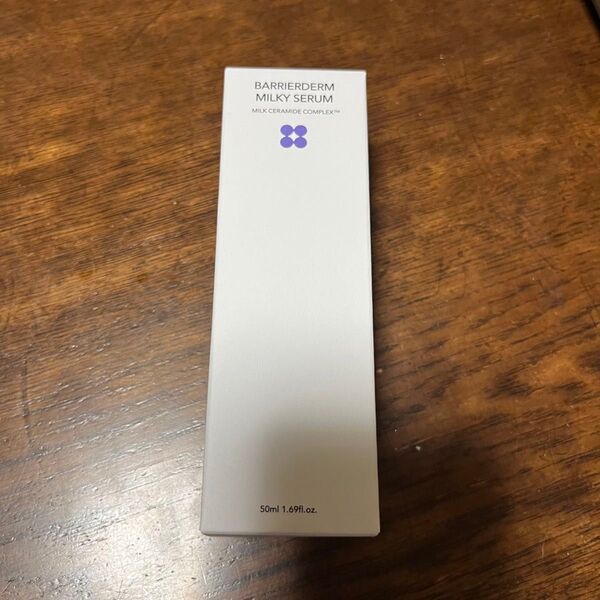 BARRIERDERM
MILKY SERUM
MILK CERAMIDE COMPLEX™
50ml 1.69fl.oz.